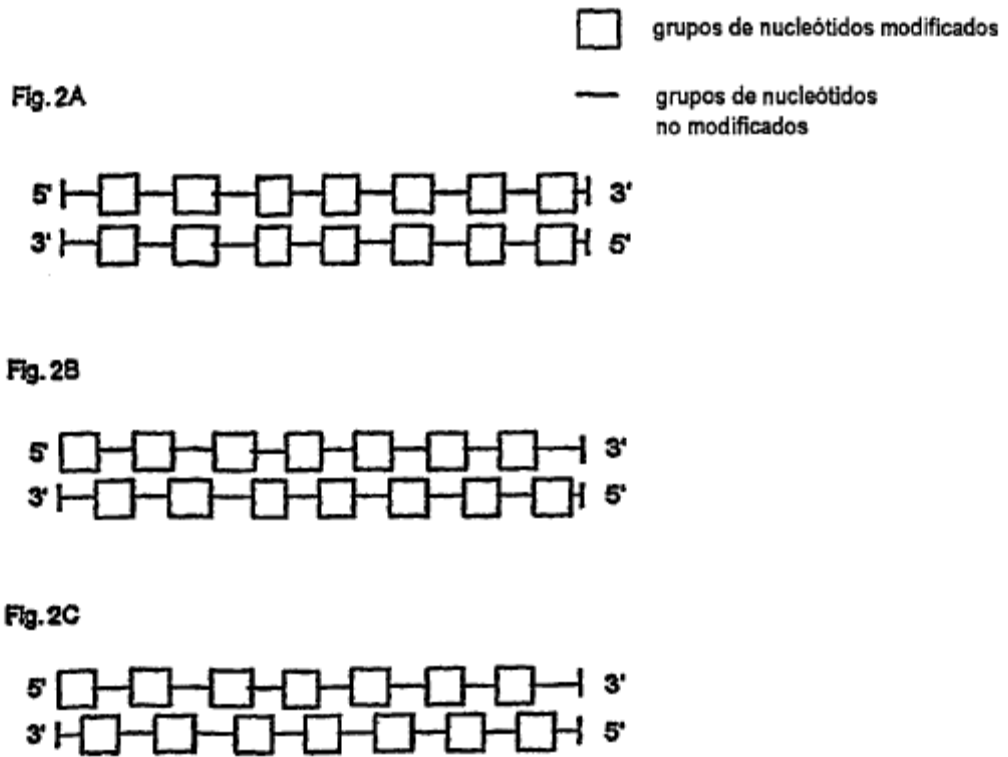 grupos de nucleótidos modificados
Fig. 2A
grupos de nucleótidos
no modificados
5' 3'
3' 5'
Fig. 2B
5' 3'
3' 5'
Fig. 2C
5' 3'
3' 5'